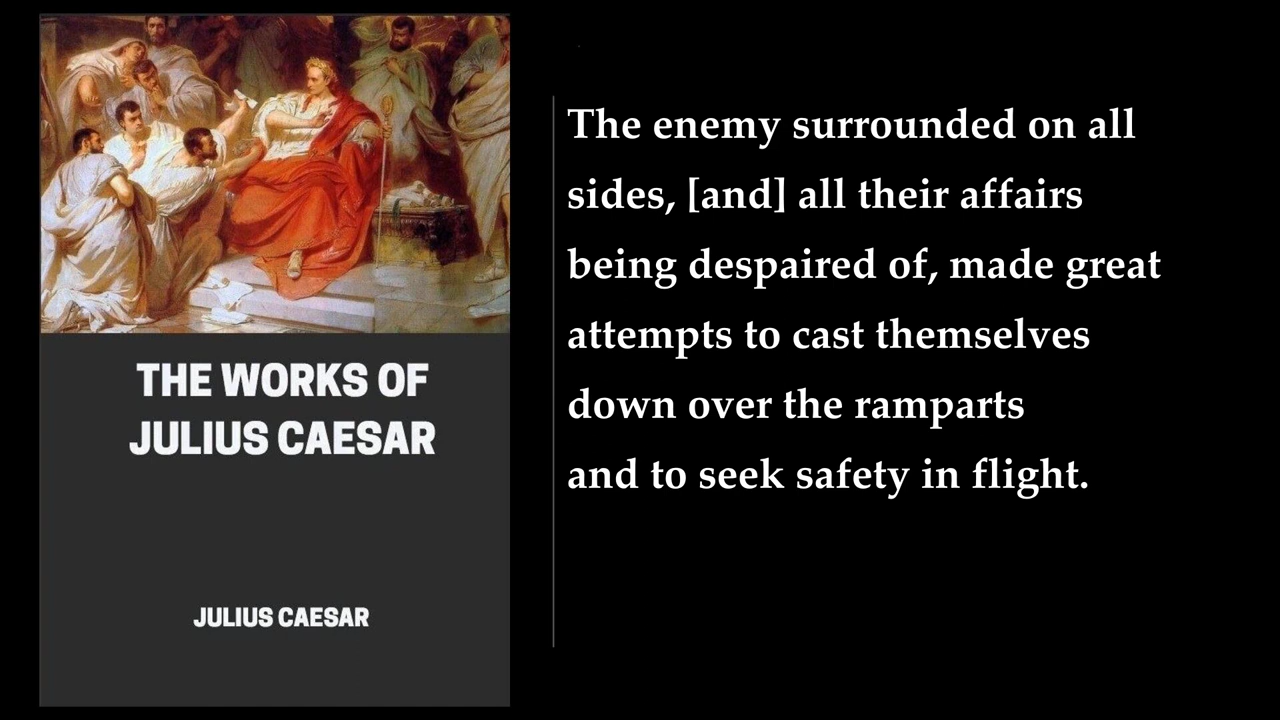 THE WORKS OF
JULIUS CAESAR
JULIUS CAESAR
The enemy surrounded on all
sides, [and] all their affairs
being despaired of, made great
attempts to cast themselves
down over the ramparts
and to seek safety in flight.